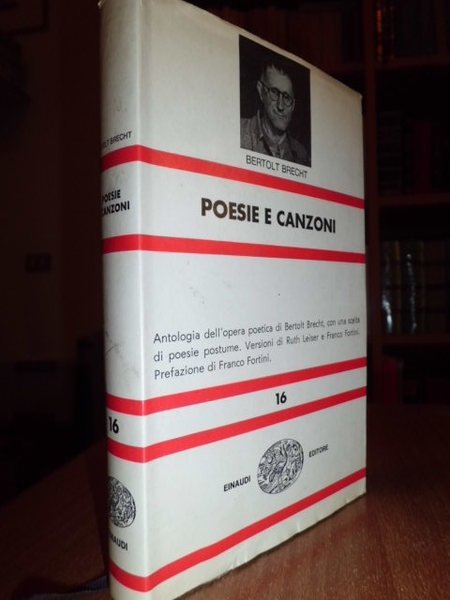 BERTOLT BRECHT
POESIE E CANZONI
Antologia dell'opera poetica di Bertolt Brecht, con una scelta
di poesie postume. Versioni di Ruth Leiser e Franco Fortini.
Prefazione di Franco Fortini.
16
EINAUDI EDITORE
BRECHT
POESIE
CANZONI
16
EINAUDI